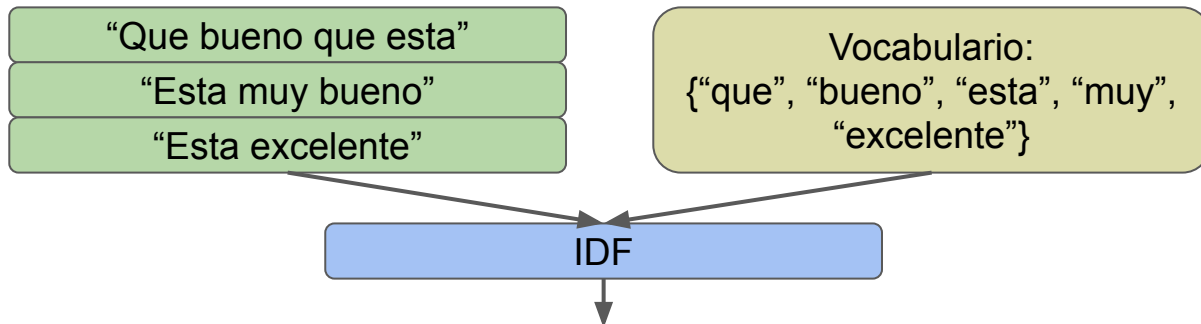 “Que bueno que esta”
“Esta muy bueno”
“Esta excelente”
Vocabulario:
{“que”, “bueno”, “esta”, “muy”,
“excelente”}
IDF